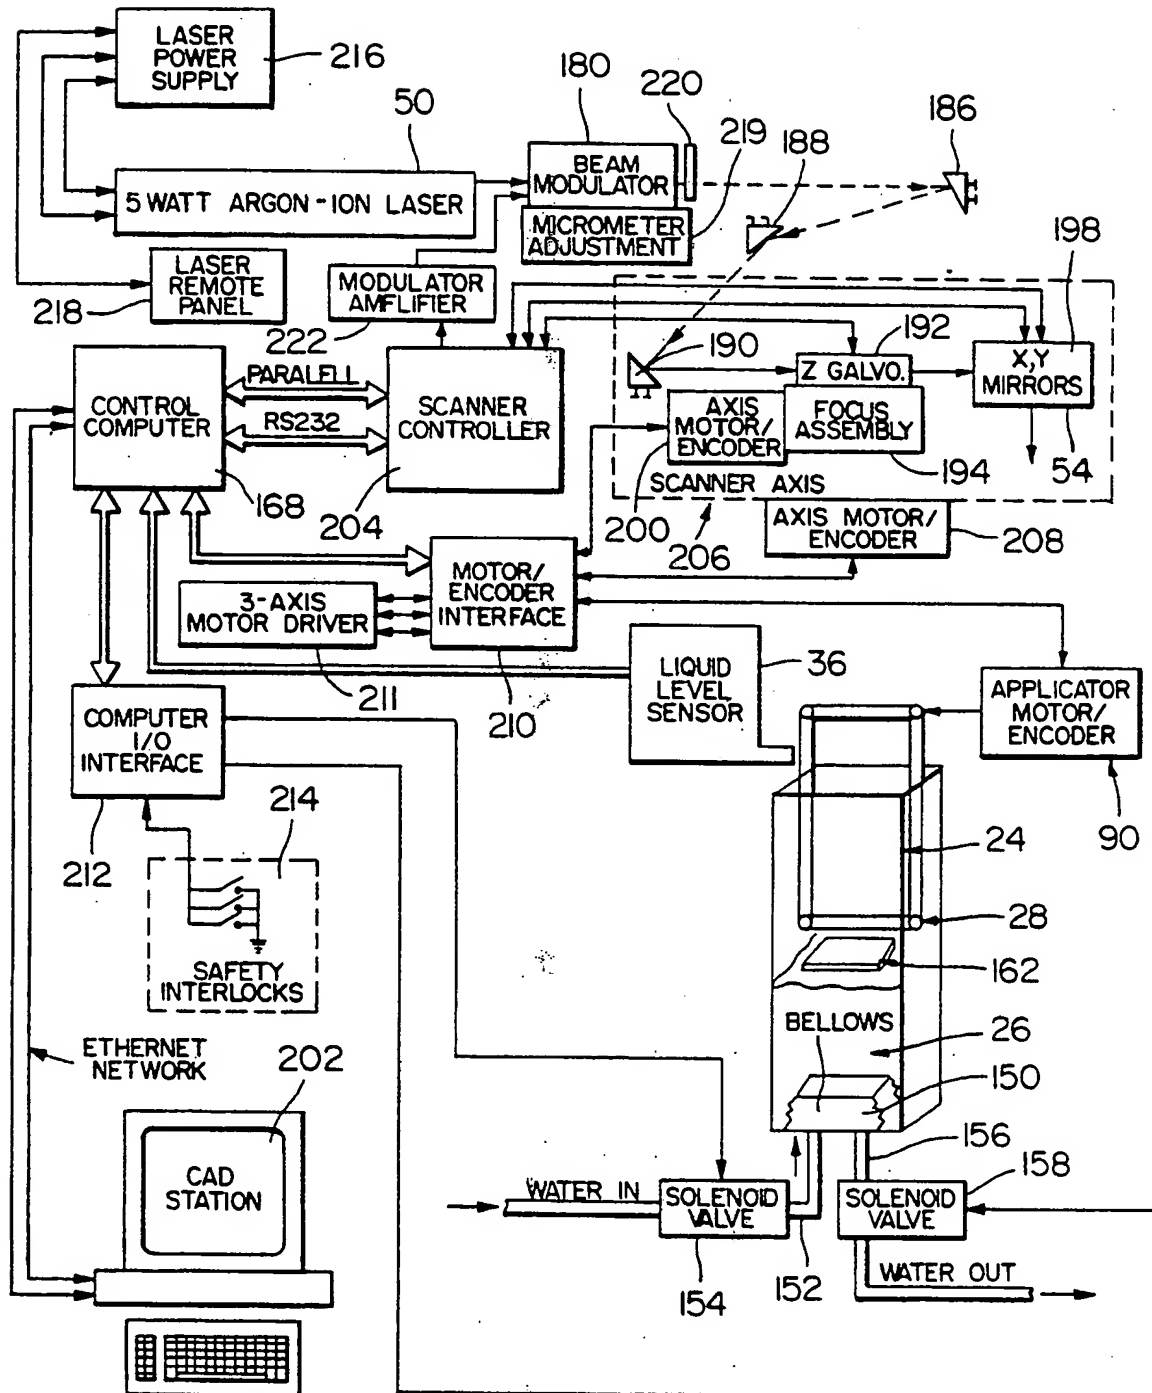 LASER
POWER
SUPPLY
216
50
180
220
219
188
186
5 WATT ARGON-ION LASER
BEAM
MODULATOR
MICROMETER
ADJUSTMENT
LASER
REMOTE
PANEL
218
MODULATOR
AMFLIFIER
222
198
192
190
Z GALVO.
X,Y
MIRRORS
CONTROL
COMPUTER
PARALELL
RS232
SCANNER
CONTROLLER
AXIS
MOTOR/
ENCODER
FOCUS
ASSEMBLY
194
54
168
204
SCANNER AXIS
200
206
AXIS MOTOR/
ENCODER
208
MOTOR/
ENCODER
INTERFACE
3-AXIS
MOTOR DRIVER
211
210
LIQUID
LEVEL
SENSOR
36
APPLICATOR
MOTOR/
ENCODER
90
COMPUTER
I/O
INTERFACE
212
214
SAFETY
INTERLOCKS
24
28
162
BELLOWS
26
150
ETHERNET
NETWORK
202
CAD
STATION
156
158
WATER IN
SOLENOID
VALVE
SOLENOID
VALVE
154
152
WATER OUT